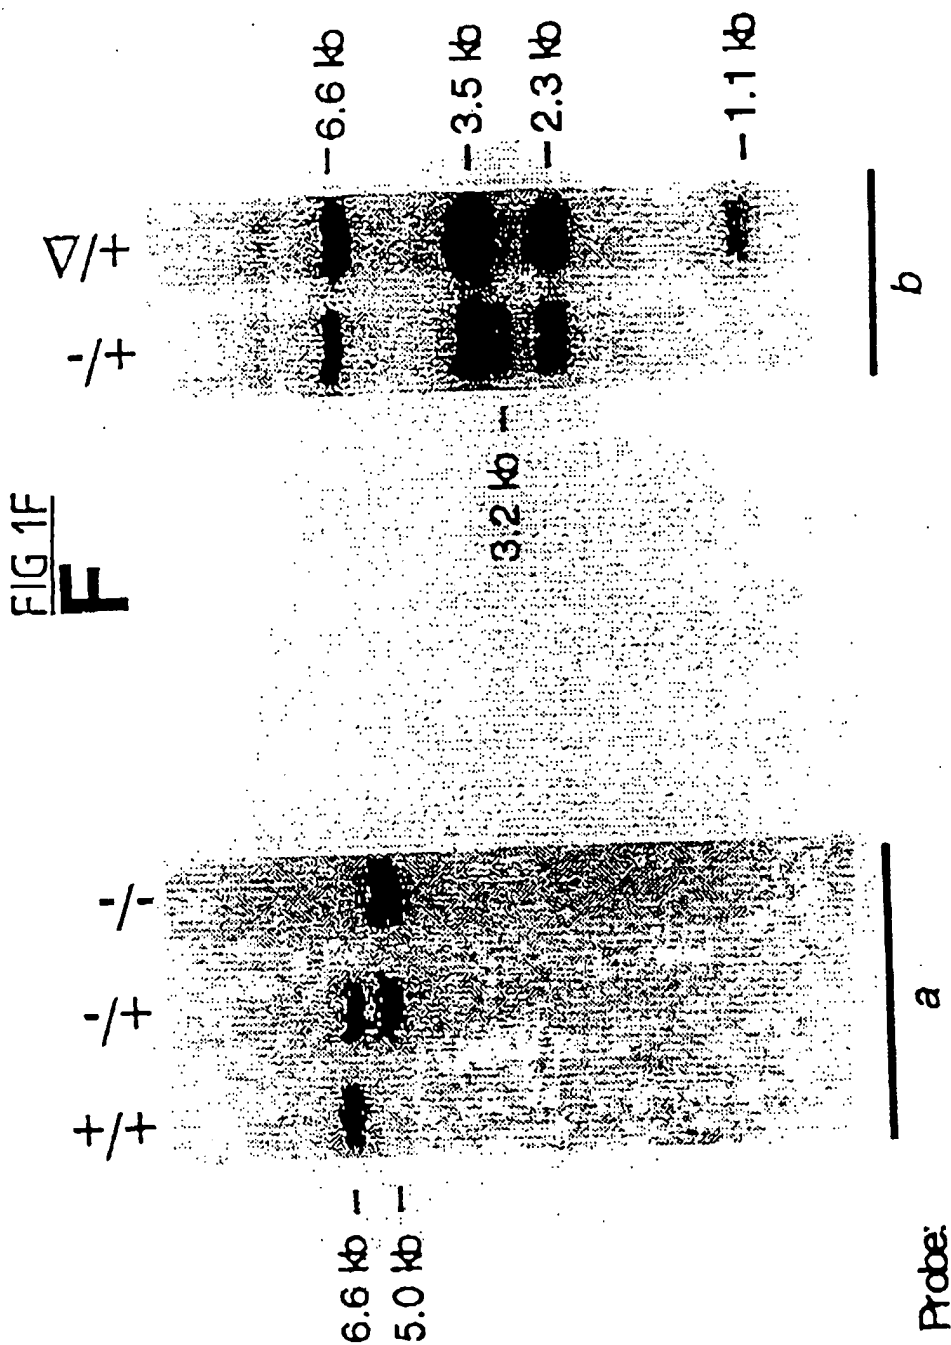 FIG 1F
F
+/+ -/+ -/- -/+ ∇/+
6.6 kb –
5.0 kb –
3.2 kb –
– 6.6 kb
– 3.5 kb
– 2.3 kb
– 1.1 kb
Probe: a b